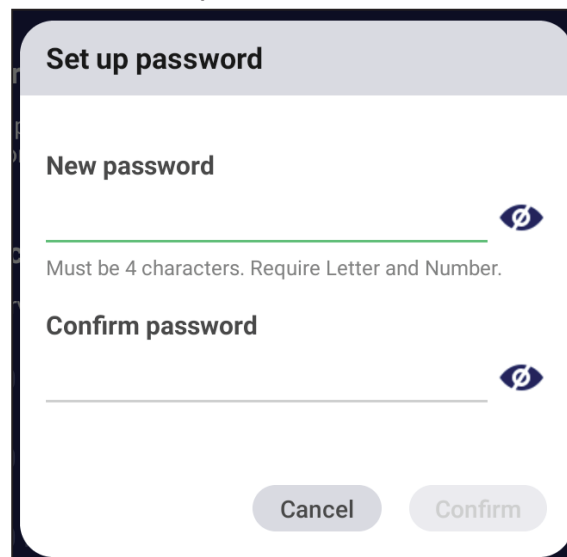 Set up password
New password
Must be 4 characters. Require Letter and Number.
Confirm password
Cancel Confirm